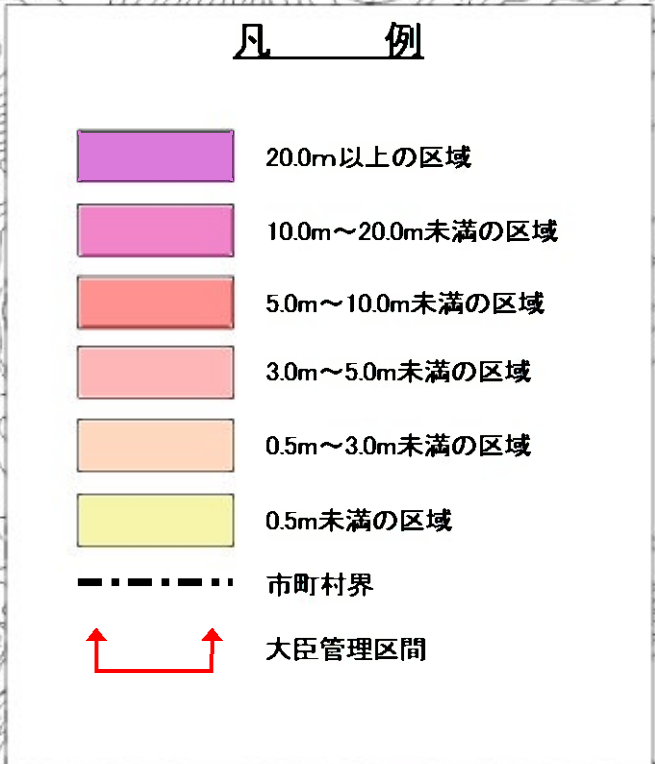 凡 例
20.0m以上の区域
10.0m～20.0m未満の区域
5.0m～10.0m未満の区域
3.0m～5.0m未満の区域
0.5m～3.0m未満の区域
0.5m未満の区域
市町村界
大臣管理区間